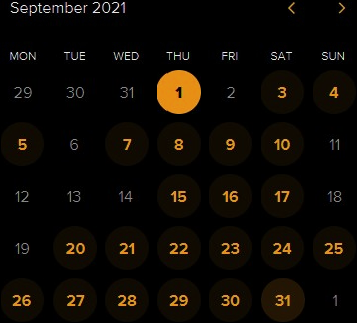 September 2021
MON TUE WED THU FRI SAT SUN
29 30 31 1 2 3 4
5 6 7 8 9 10 11
12 13 14 15 16 17 18
19 20 21 22 23 24 25
26 27 28 29 30 31 1